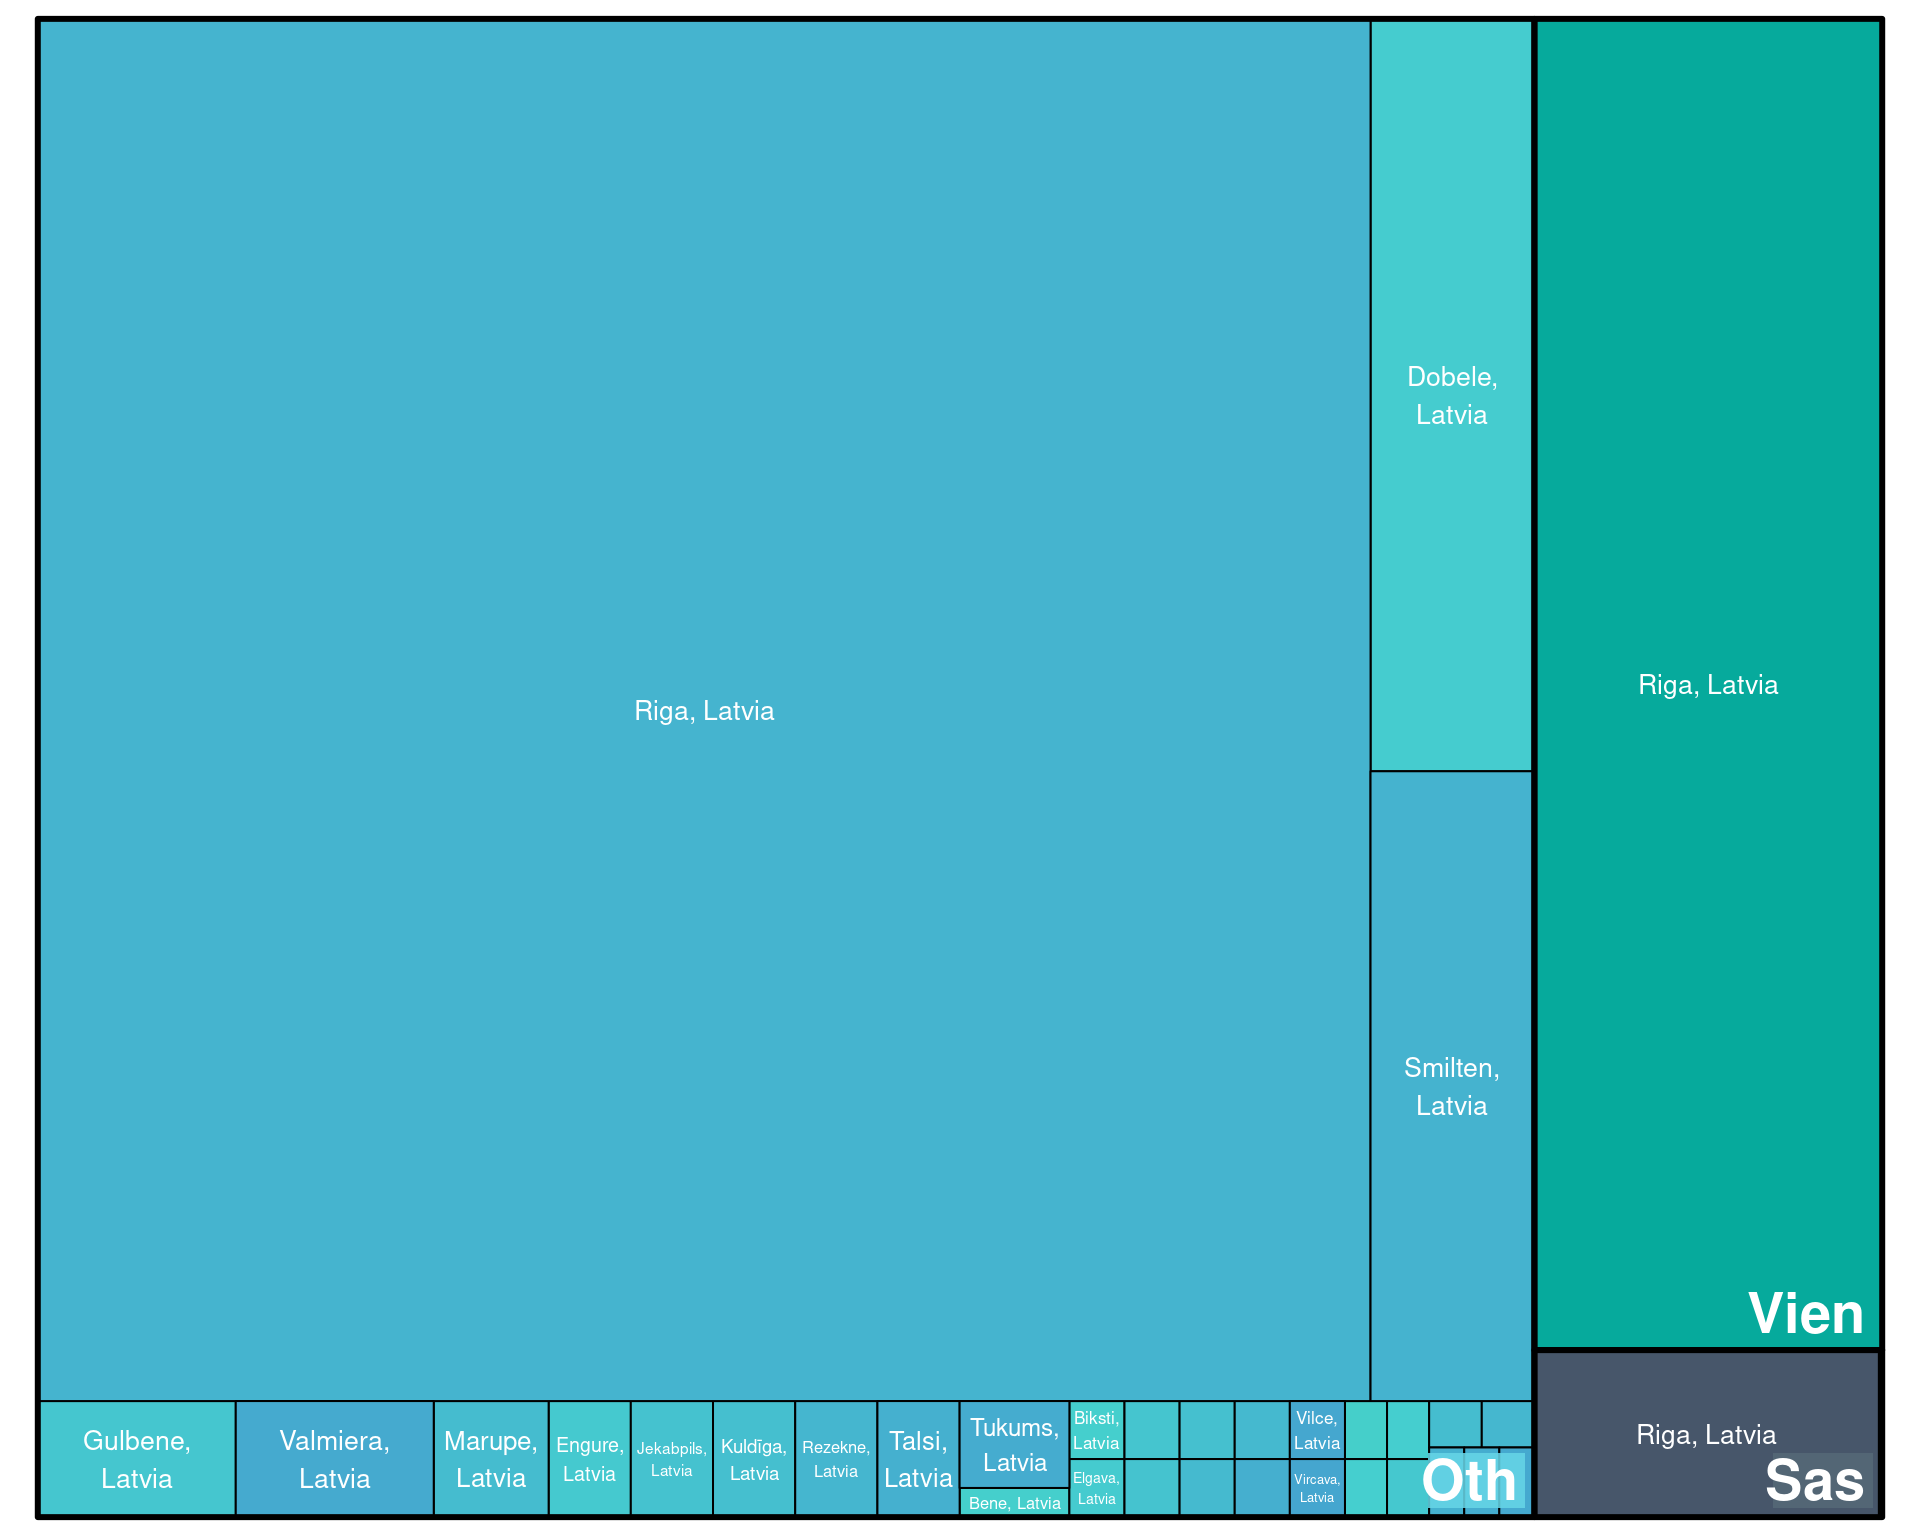 Riga, Latvia
Dobele,
Latvia
Smilten,
Latvia
Riga, Latvia
Vien
Gulbene,
Latvia
Valmiera,
Latvia
Marupe,
Latvia
Engure,
Latvia
Jekabpils,
Latvia
Kuldīga,
Latvia
Rezekne,
Latvia
Talsi,
Latvia
Tukums,
Latvia
Bene, Latvia
Biksti,
Latvia
Elgava,
Latvia
Vilce,
Latvia
Vircava,
Latvia
Oth
Riga, Latvia
Sas